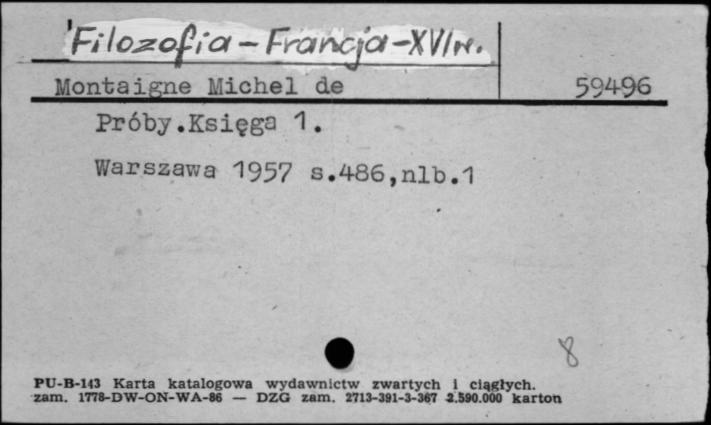 Filozofia - Francja - XVIw.
Montaigne Michel de 59496
Próby.Księga 1.
Warszawa 1957 s.486,nlb.1
8
PU-B-143 Karta katalogowa wydawnictw zwartych i ciągłych.
zam. 1778-DW-ON-WA-86 — DZG zam. 2713-391-3-367 2.590.000 karton